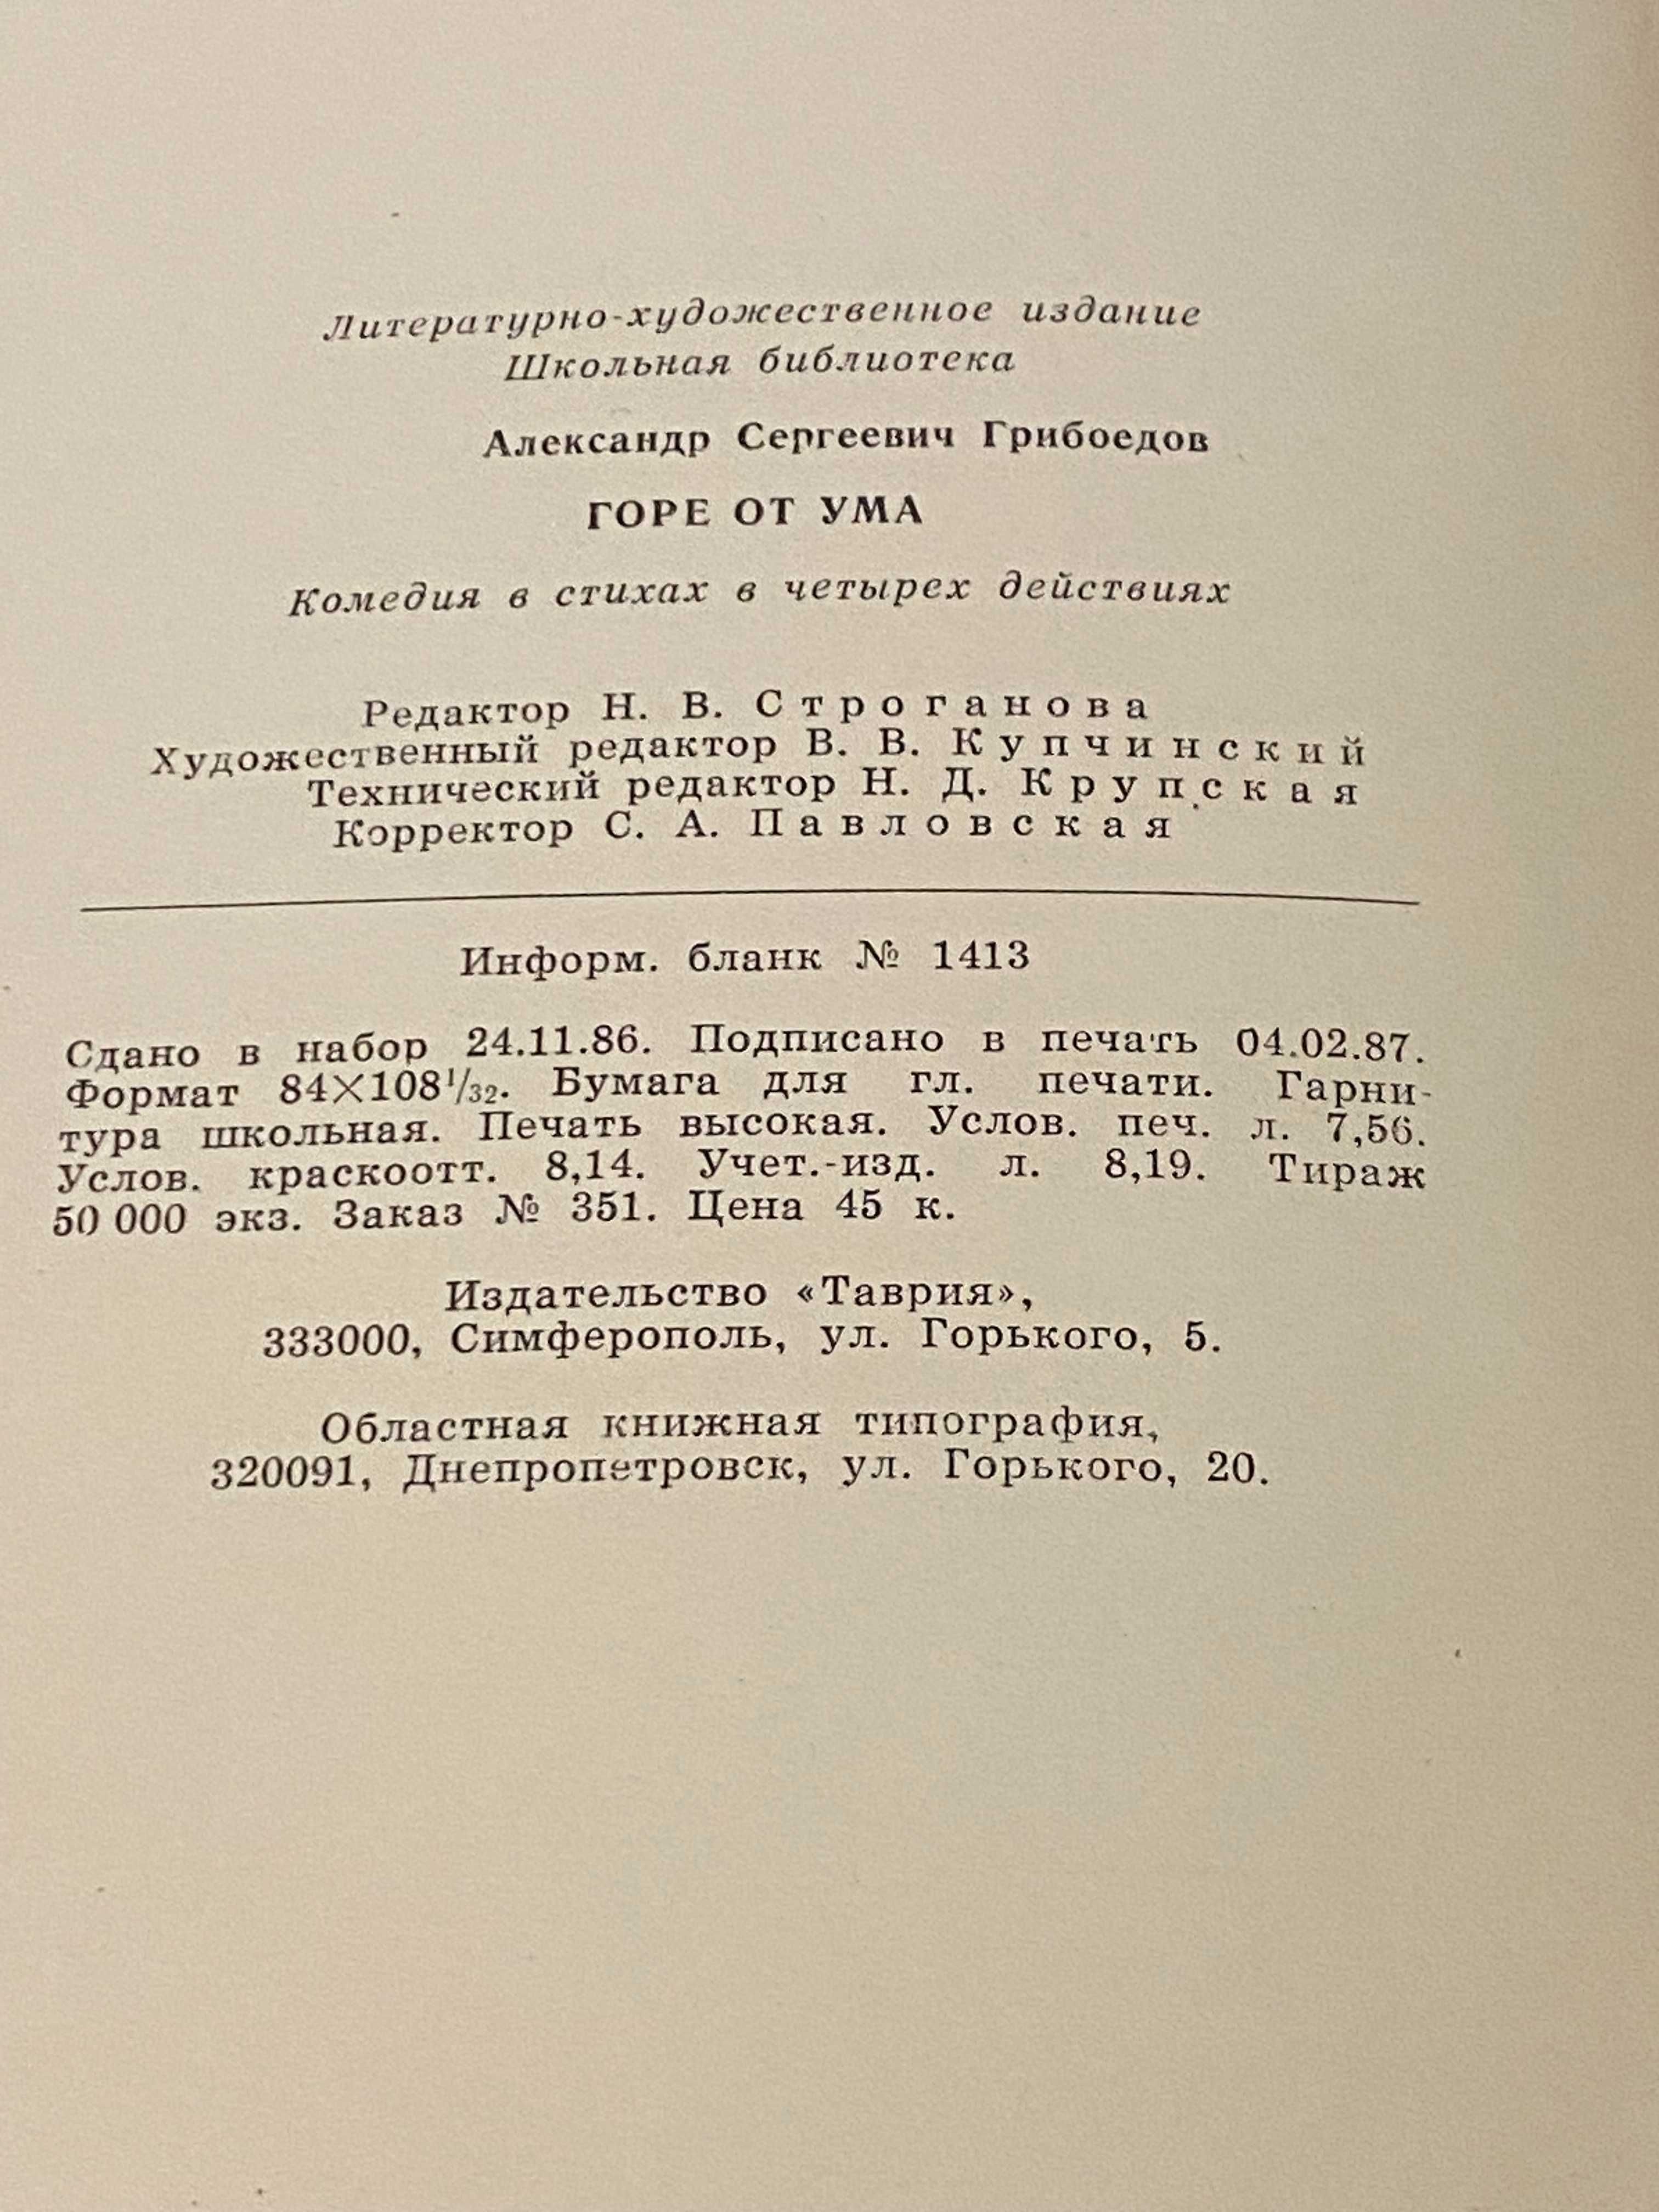 Литературно-художественное издание
Школьная библиотека
Александр Сергеевич Грибоедов
ГОРЕ ОТ УМА
Комедия в стихах в четырех действиях
Редактор Н. В. Строганова
Художественный редактор В. В. Купчинский
Технический редактор Н. Д. Крупская
Корректор С. А. Павловская
Информ. бланк № 1413
Сдано в набор 24.11.86. Подписано в печать 04.02.87.
Формат 84×108¹/₃₂. Бумага для гл. печати. Гарни-
тура школьная. Печать высокая. Услов. печ. л. 7,56.
Услов. краскоотт. 8,14. Учет.-изд. л. 8,19. Тираж
50 000 экз. Заказ № 351. Цена 45 к.
Издательство «Таврия»,
333000, Симферополь, ул. Горького, 5.
Областная книжная типография,
320091, Днепропетровск, ул. Горького, 20.